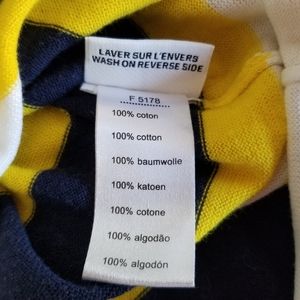 LAVER SUR L'ENVERS
WASH ON REVERSE SIDE
F 5178
100% coton
100% cotton
100% baumwolle
100% katoen
100% cotone
100% algodão
100% algodón